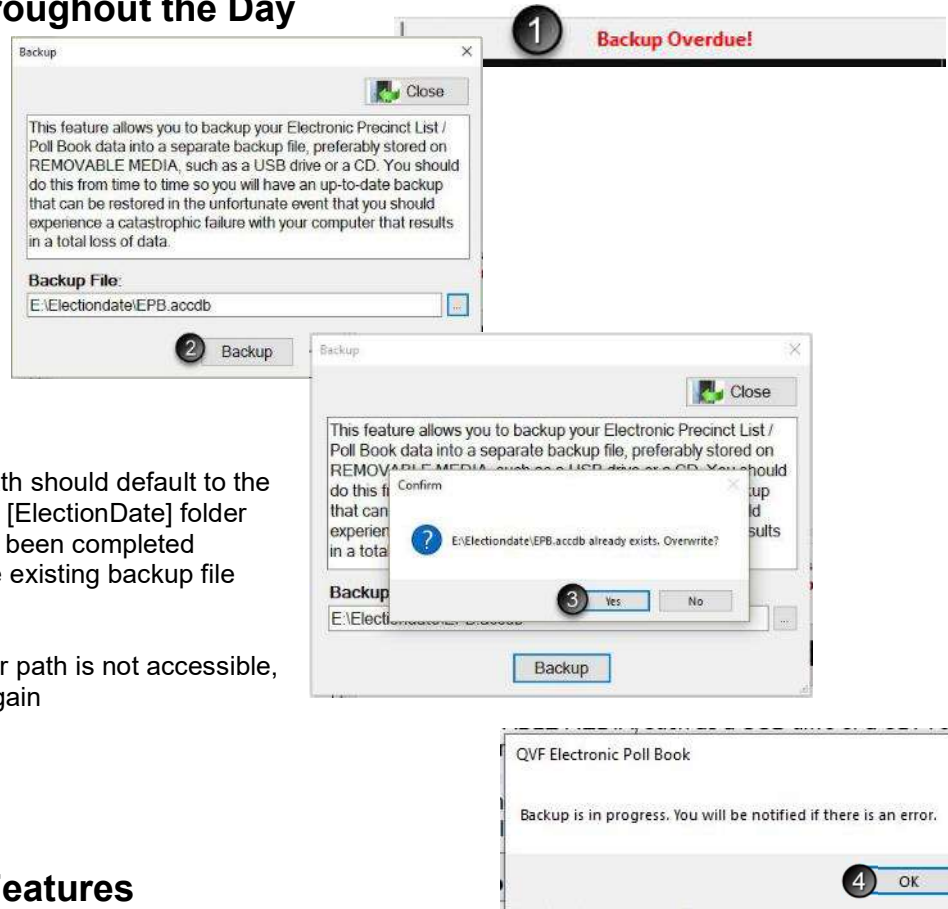 the Day
1 Backup Overdue!
Backup
Close
This feature allows you to backup your Electronic Precinct List /
Poll Book data into a separate backup file, preferably stored on
REMOVABLE MEDIA, such as a USB drive or a CD. You should
do this from time to time so you will have an up-to-date backup
that can be restored in the unfortunate event that you should
experience a catastrophic failure with your computer that results
in a total loss of data.
Backup File:
E:\Electiondate\EPB.accdb
...
2 Backup
Backup
Close
This feature allows you to backup your Electronic Precinct List /
Poll Book data into a separate backup file, preferably stored on
do this
that can
in a total
Confirm
E:\Electiondate\EPB.accdb already exists. Overwrite?
3 Yes No
Backup
...
Backup
should default to the
[ElectionDate] folder
been completed
existing backup file
path is not accessible,
QVF Electronic Poll Book
Backup is in progress. You will be notified if there is an error.
4 OK